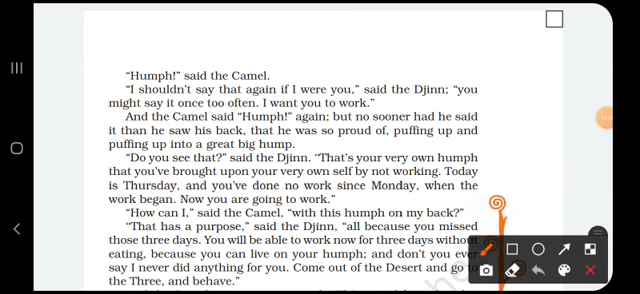 “Humph!” said the Camel.
“I shouldn’t say that again if I were you,” said the Djinn; “you
might say it once too often. I want you to work.”
And the Camel said “Humph!” again; but no sooner had he said
it than he saw his back, that he was so proud of, puffing up and
puffing up into a great big hump.
“Do you see that?” said the Djinn. “That’s your very own humph
that you’ve brought upon your very own self by not working. Today
is Thursday, and you’ve done no work since Monday, when the
work began. Now you are going to work.”
“How can I,” said the Camel, “with this humph on my back?”
“That has a purpose,” said the Djinn, “all because you missed
those three days. You will be able to work now for three days without
eating, because you can live on your humph; and don’t you ever
say I never did anything for you. Come out of the Desert and go to
the Three, and behave.”